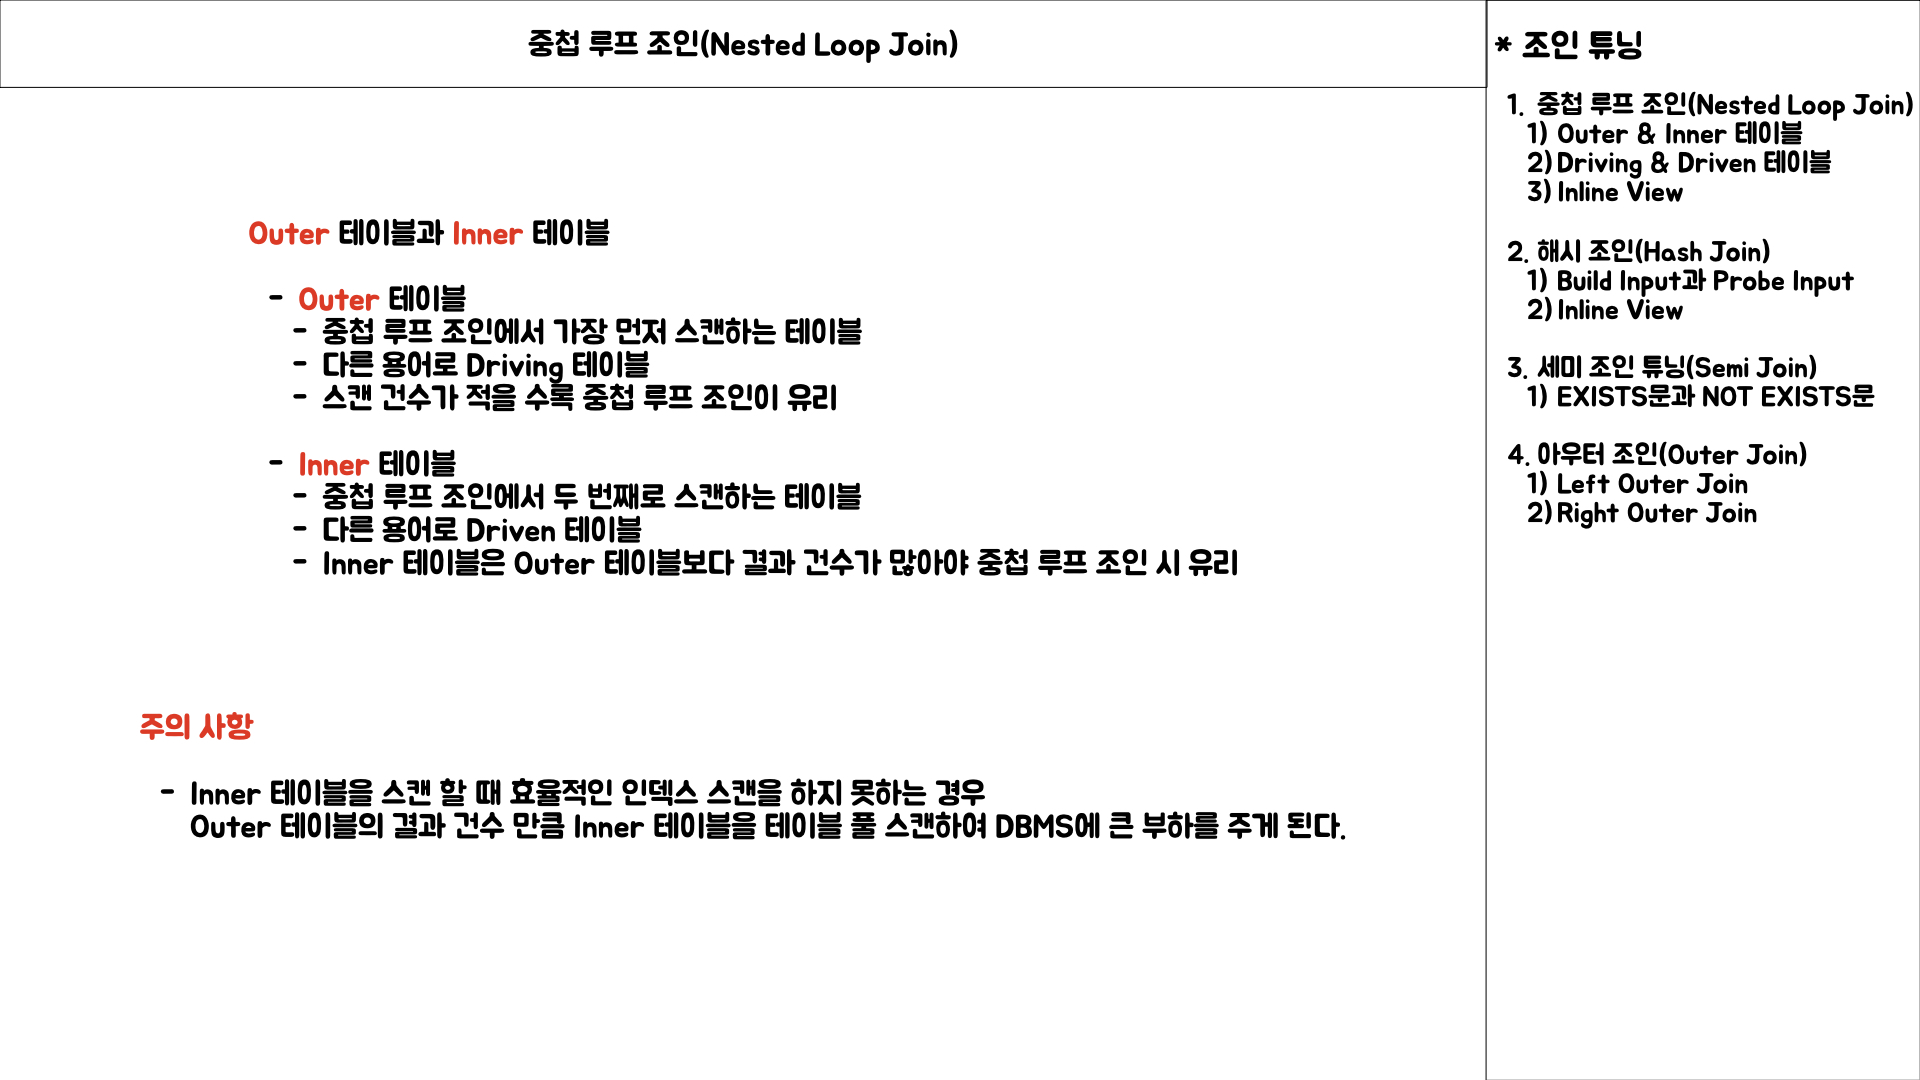 중첩 루프 조인(Nested Loop Join)
Outer 테이블과 Inner 테이블
- Outer 테이블
- 중첩 루프 조인에서 가장 먼저 스캔하는 테이블
- 다른 용어로 Driving 테이블
- 스캔 건수가 적을 수록 중첩 루프 조인이 유리
- Inner 테이블
- 중첩 루프 조인에서 두 번째로 스캔하는 테이블
- 다른 용어로 Driven 테이블
- Inner 테이블은 Outer 테이블보다 결과 건수가 많아야 중첩 루프 조인 시 유리
주의 사항
- Inner 테이블을 스캔 할 때 효율적인 인덱스 스캔을 하지 못하는 경우
Outer 테이블의 결과 건수 만큼 Inner 테이블을 테이블 풀 스캔하여 DBMS에 큰 부하를 주게 된다.
* 조인 튜닝
1. 중첩 루프 조인(Nested Loop Join)
1) Outer & Inner 테이블
2) Driving & Driven 테이블
3) Inline View
2. 해시 조인(Hash Join)
1) Build Input과 Probe Input
2) Inline View
3. 세미 조인 튜닝(Semi Join)
1) EXISTS문과 NOT EXISTS문
4. 아우터 조인(Outer Join)
1) Left Outer Join
2) Right Outer Join